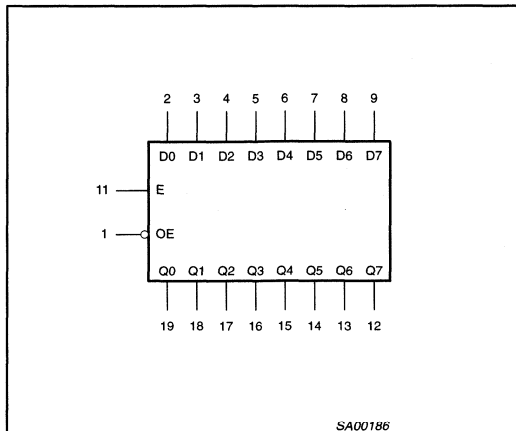 2 3 4 5 6 7 8 9
D0 D1 D2 D3 D4 D5 D6 D7
11 E
1 OE
Q0 Q1 Q2 Q3 Q4 Q5 Q6 Q7
19 18 17 16 15 14 13 12
SA00186